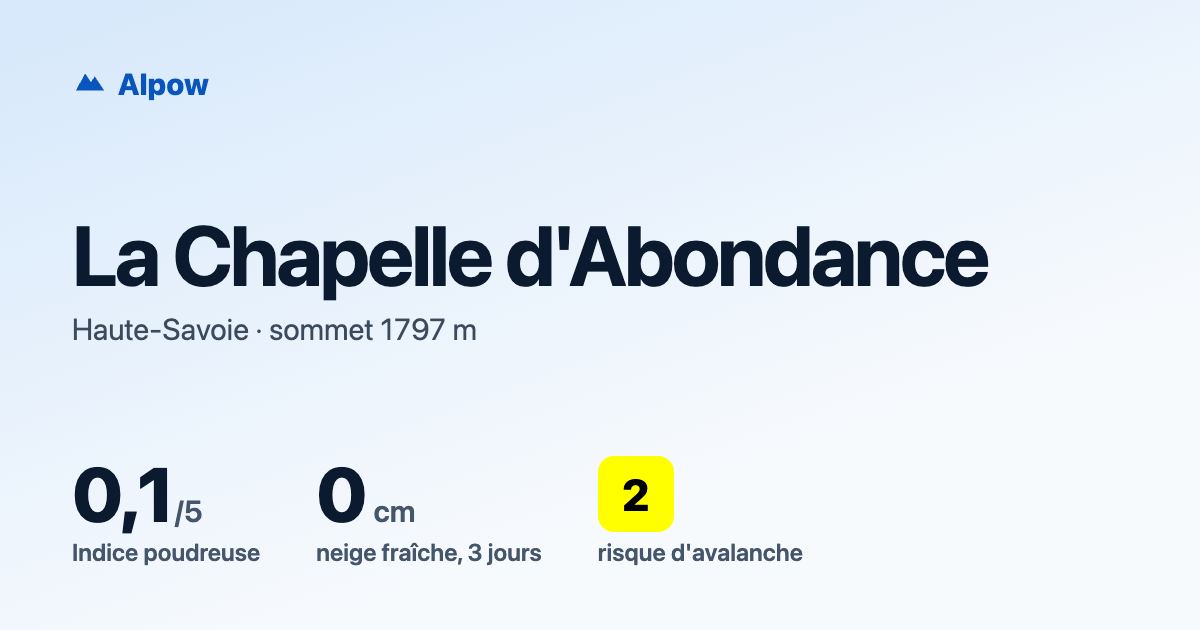 Alpow
La Chapelle d'Abondance
Haute-Savoie · sommet 1797 m
0,1/5
Indice poudreuse
0 cm
neige fraîche, 3 jours
2
risque d'avalanche